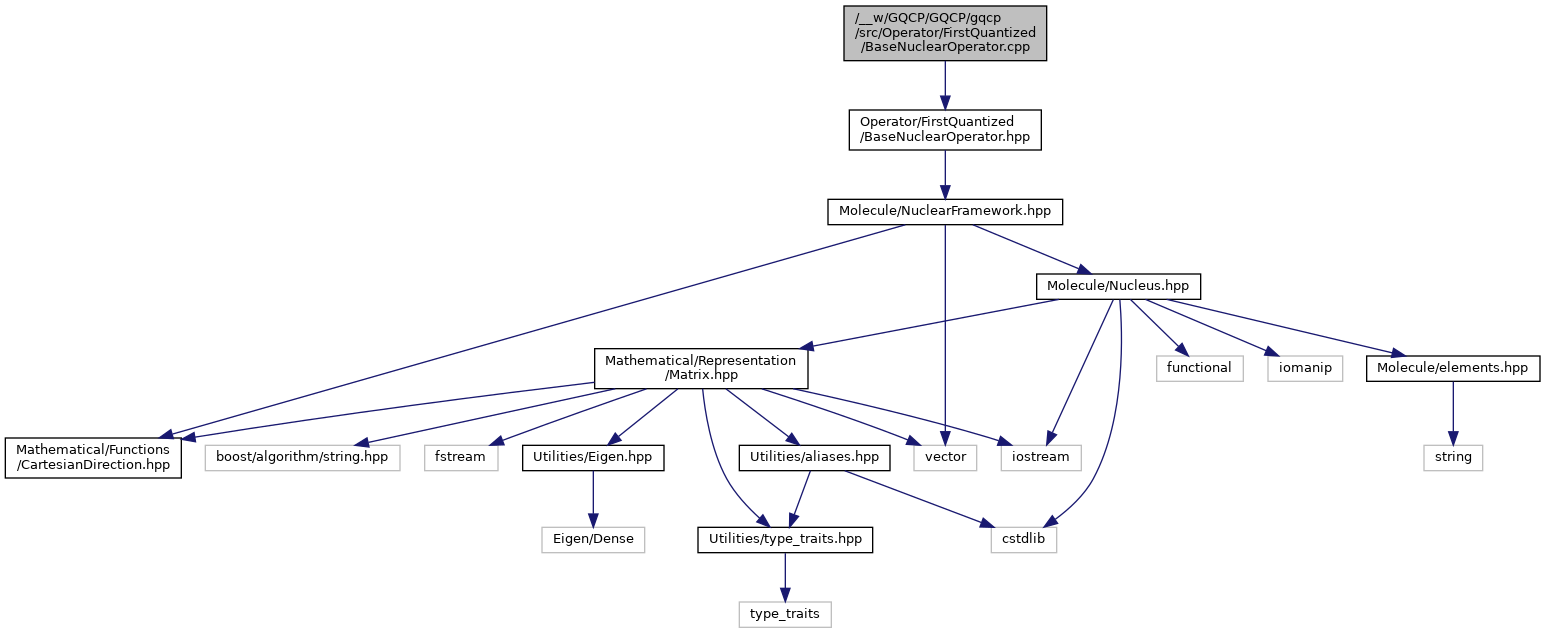 /__w/GQCP/GQCP/gqcp
/src/Operator/FirstQuantized
/BaseNuclearOperator.cpp
Operator/FirstQuantized
/BaseNuclearOperator.hpp
Molecule/NuclearFramework.hpp
Molecule/Nucleus.hpp
Mathematical/Representation
/Matrix.hpp
functional
iomanip
Molecule/elements.hpp
Mathematical/Functions
/CartesianDirection.hpp
boost/algorithm/string.hpp
fstream
Utilities/Eigen.hpp
Utilities/aliases.hpp
vector
iostream
string
Eigen/Dense
Utilities/type_traits.hpp
cstdlib
type_traits